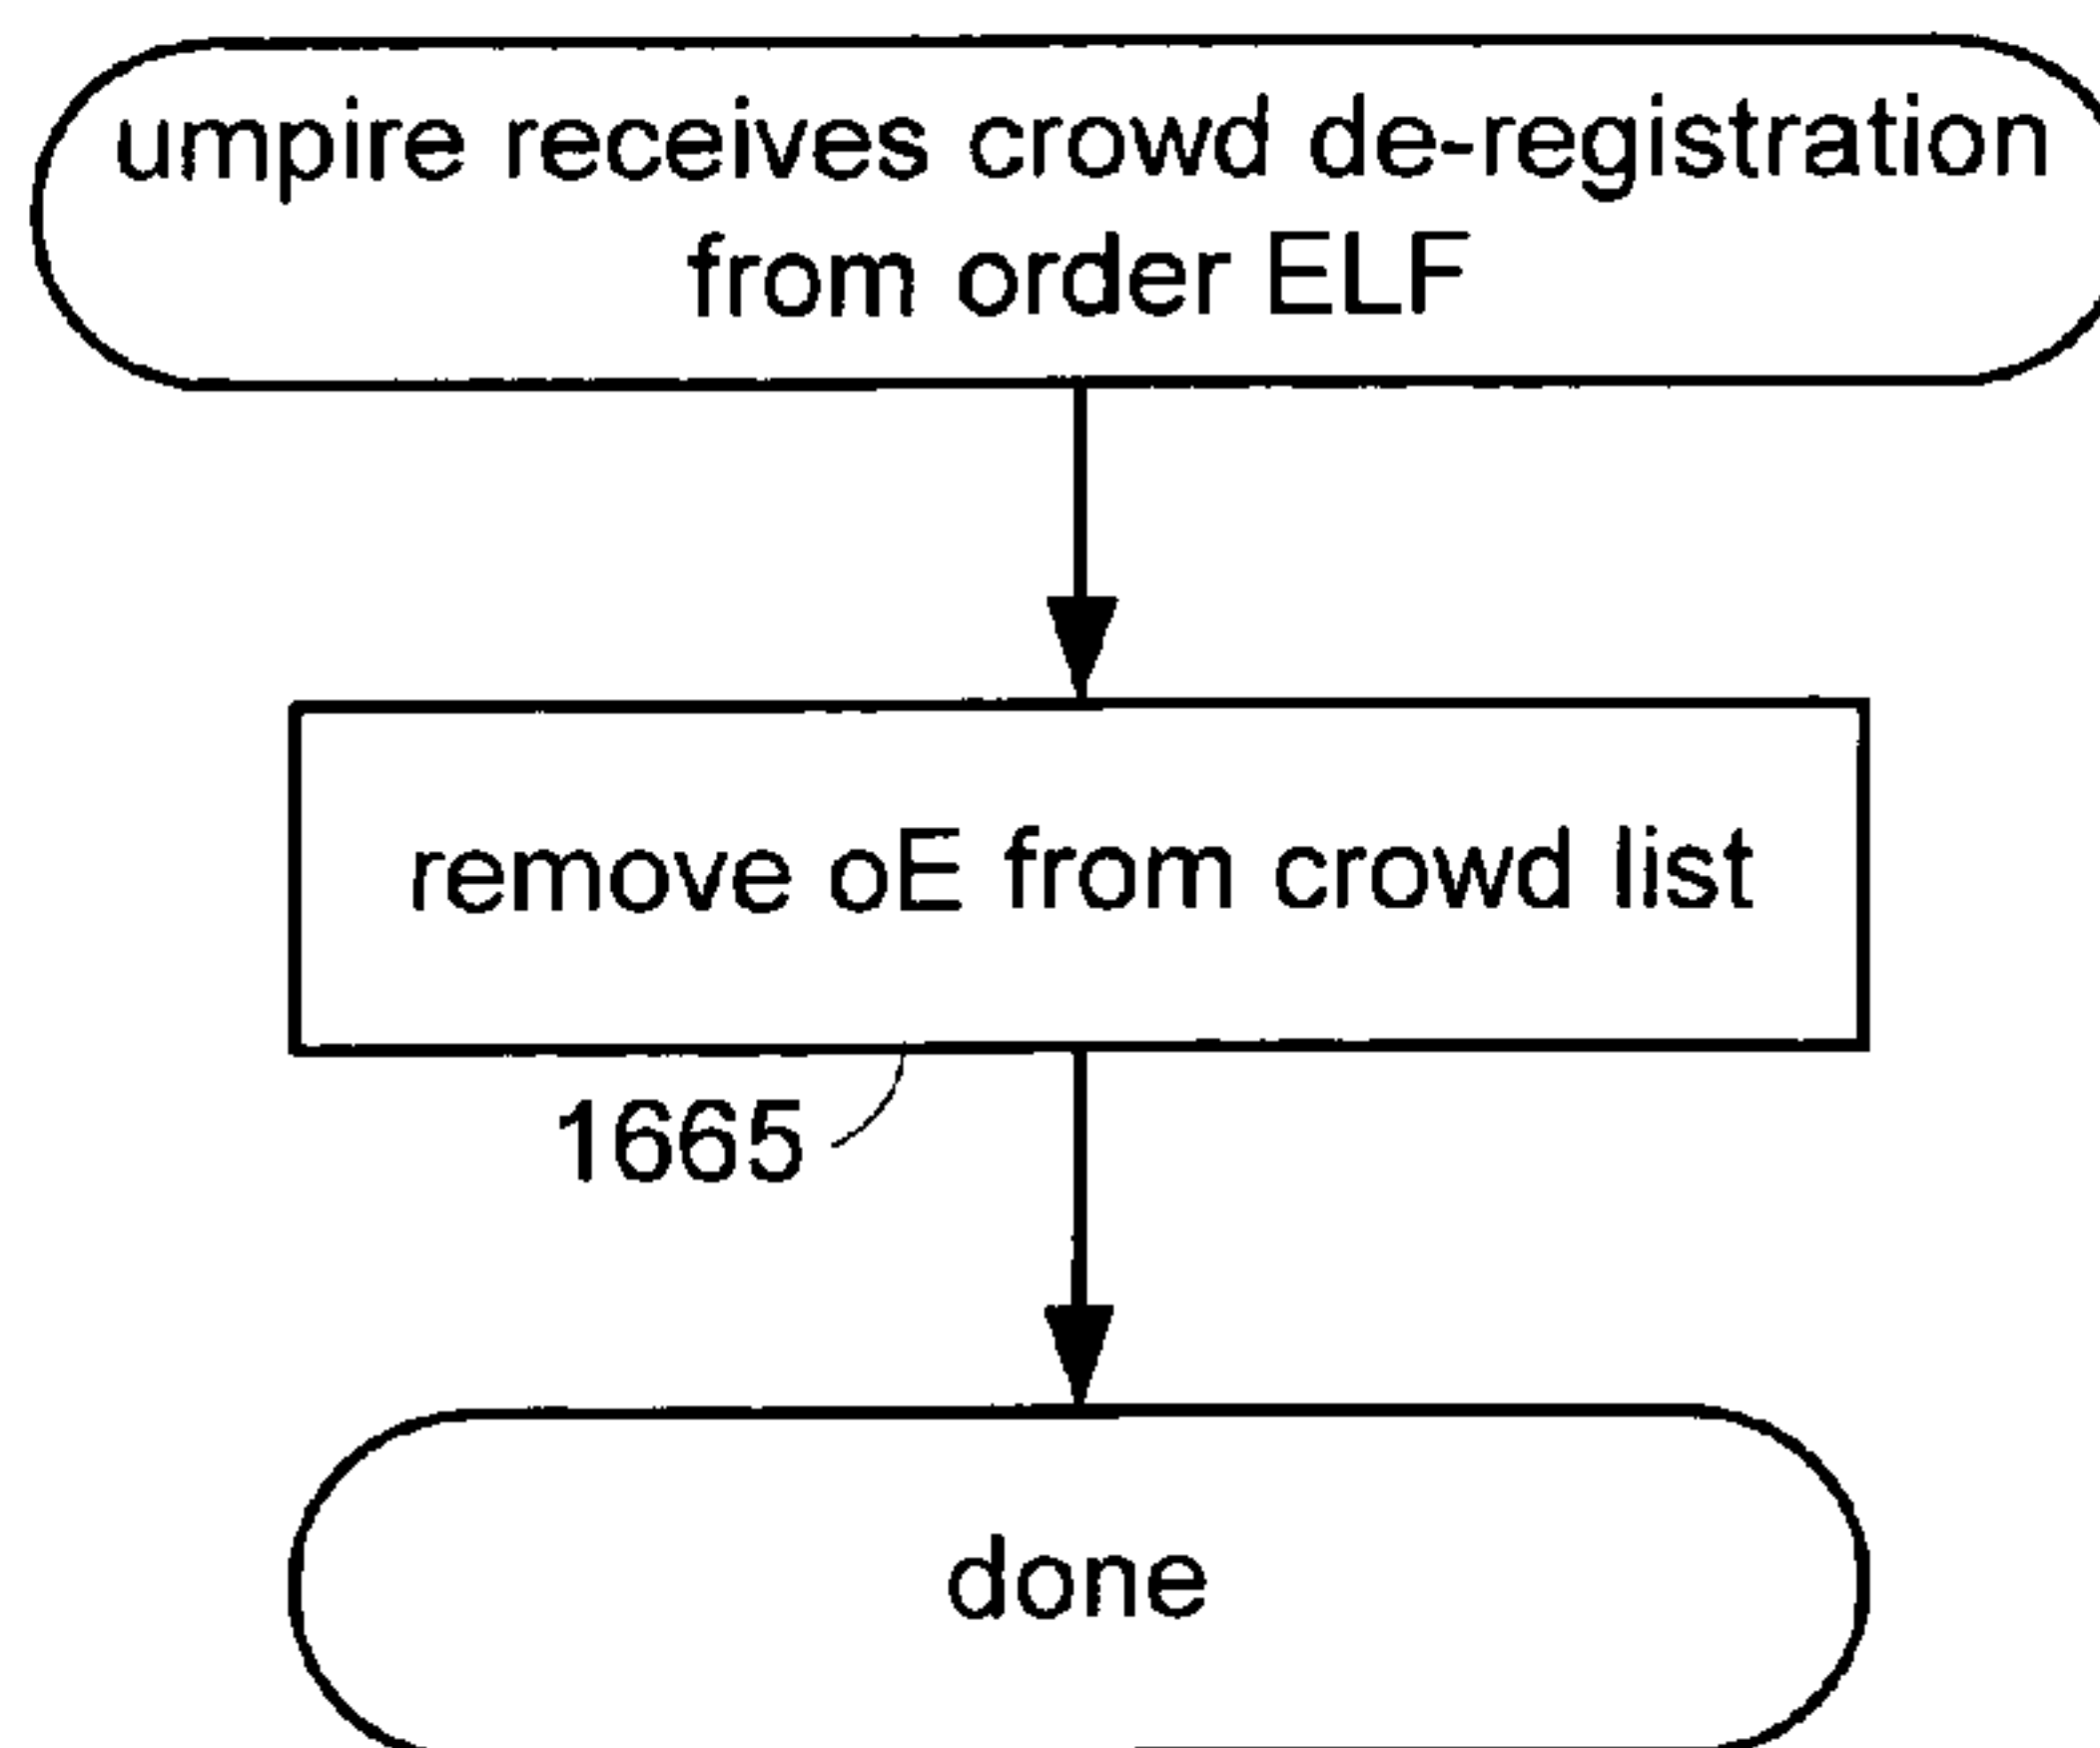 umpire receives crowd de-registration
from order ELF
remove oE from crowd list
1665
done